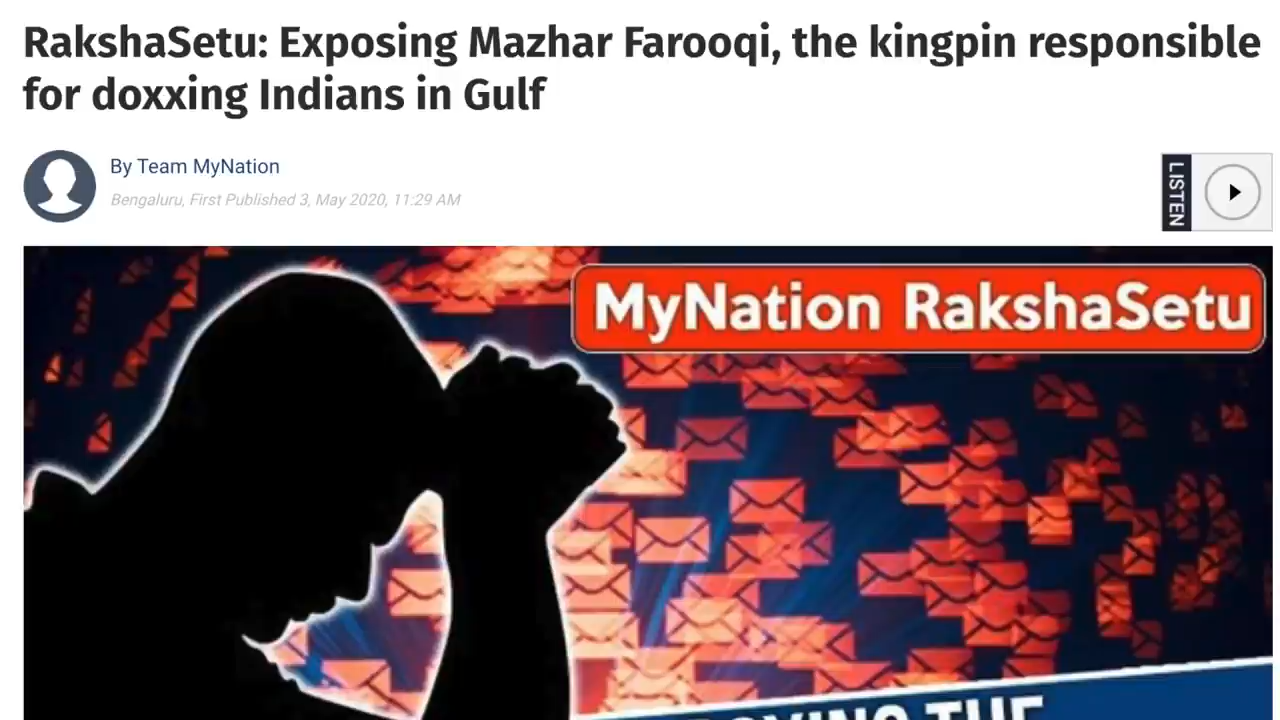 RakshaSetu: Exposing Mazhar Farooqi, the kingpin responsible
for doxxing Indians in Gulf
By Team MyNation
Bengaluru, First Published 3, May 2020, 11:29 AM
LISTEN
MyNation RakshaSetu
THE